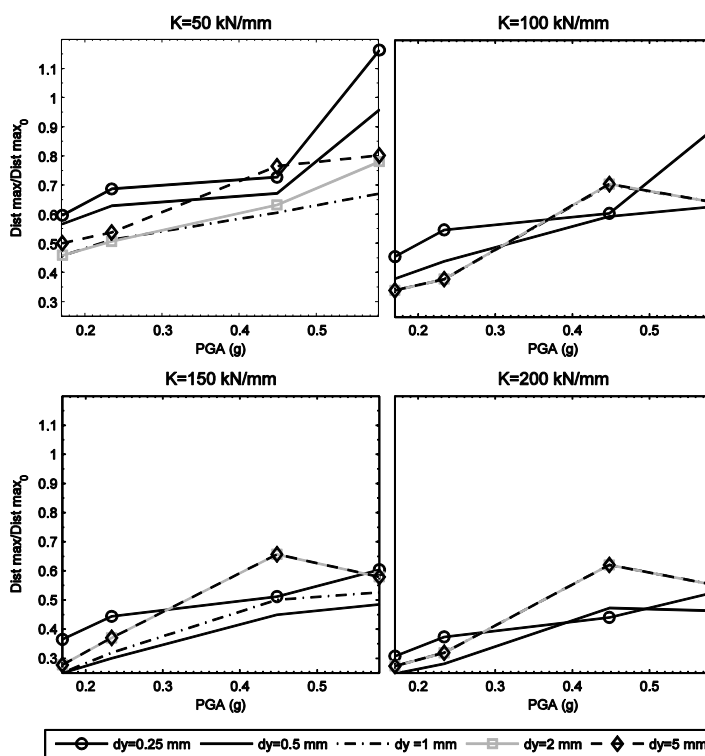 K=50 kN/mm
K=100 kN/mm
1.1
1
0.9
0.8
0.7
0.6
0.5
0.4
0.3
Dist max/Dist max0
0.2 0.3 0.4 0.5
PGA (g)
0.2 0.3 0.4 0.5
PGA (g)
K=150 kN/mm
K=200 kN/mm
1.1
1
0.9
0.8
0.7
0.6
0.5
0.4
0.3
Dist max/Dist max0
0.2 0.3 0.4 0.5
PGA (g)
0.2 0.3 0.4 0.5
PGA (g)
dy=0.25 mm dy=0.5 mm dy =1 mm dy=2 mm dy=5 mm